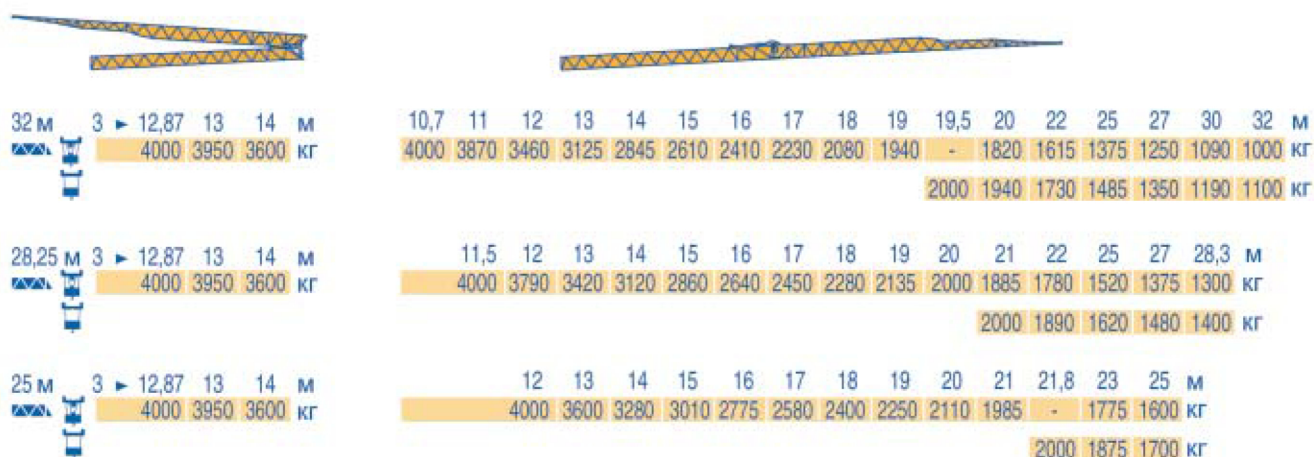 32 м 3 ► 12,87 13 14 м 10,7 11 12 13 14 15 16 17 18 19 19,5 20 22 25 27 30 32 м
4000 3950 3600 кг 4000 3870 3460 3125 2845 2610 2410 2230 2080 1940 - 1820 1615 1375 1250 1090 1000 кг
2000 1940 1730 1485 1350 1190 1100 кг
28,25 м 3 ► 12,87 13 14 м 11,5 12 13 14 15 16 17 18 19 20 21 22 25 27 28,3 м
4000 3950 3600 кг 4000 3790 3420 3120 2860 2640 2450 2280 2135 2000 1885 1780 1520 1375 1300 кг
2000 1890 1620 1480 1400 кг
25 м 3 ► 12,87 13 14 м 12 13 14 15 16 17 18 19 20 21 21,8 23 25 м
4000 3950 3600 кг 4000 3600 3280 3010 2775 2580 2400 2250 2110 1985 - 1775 1600 кг
2000 1875 1700 кг